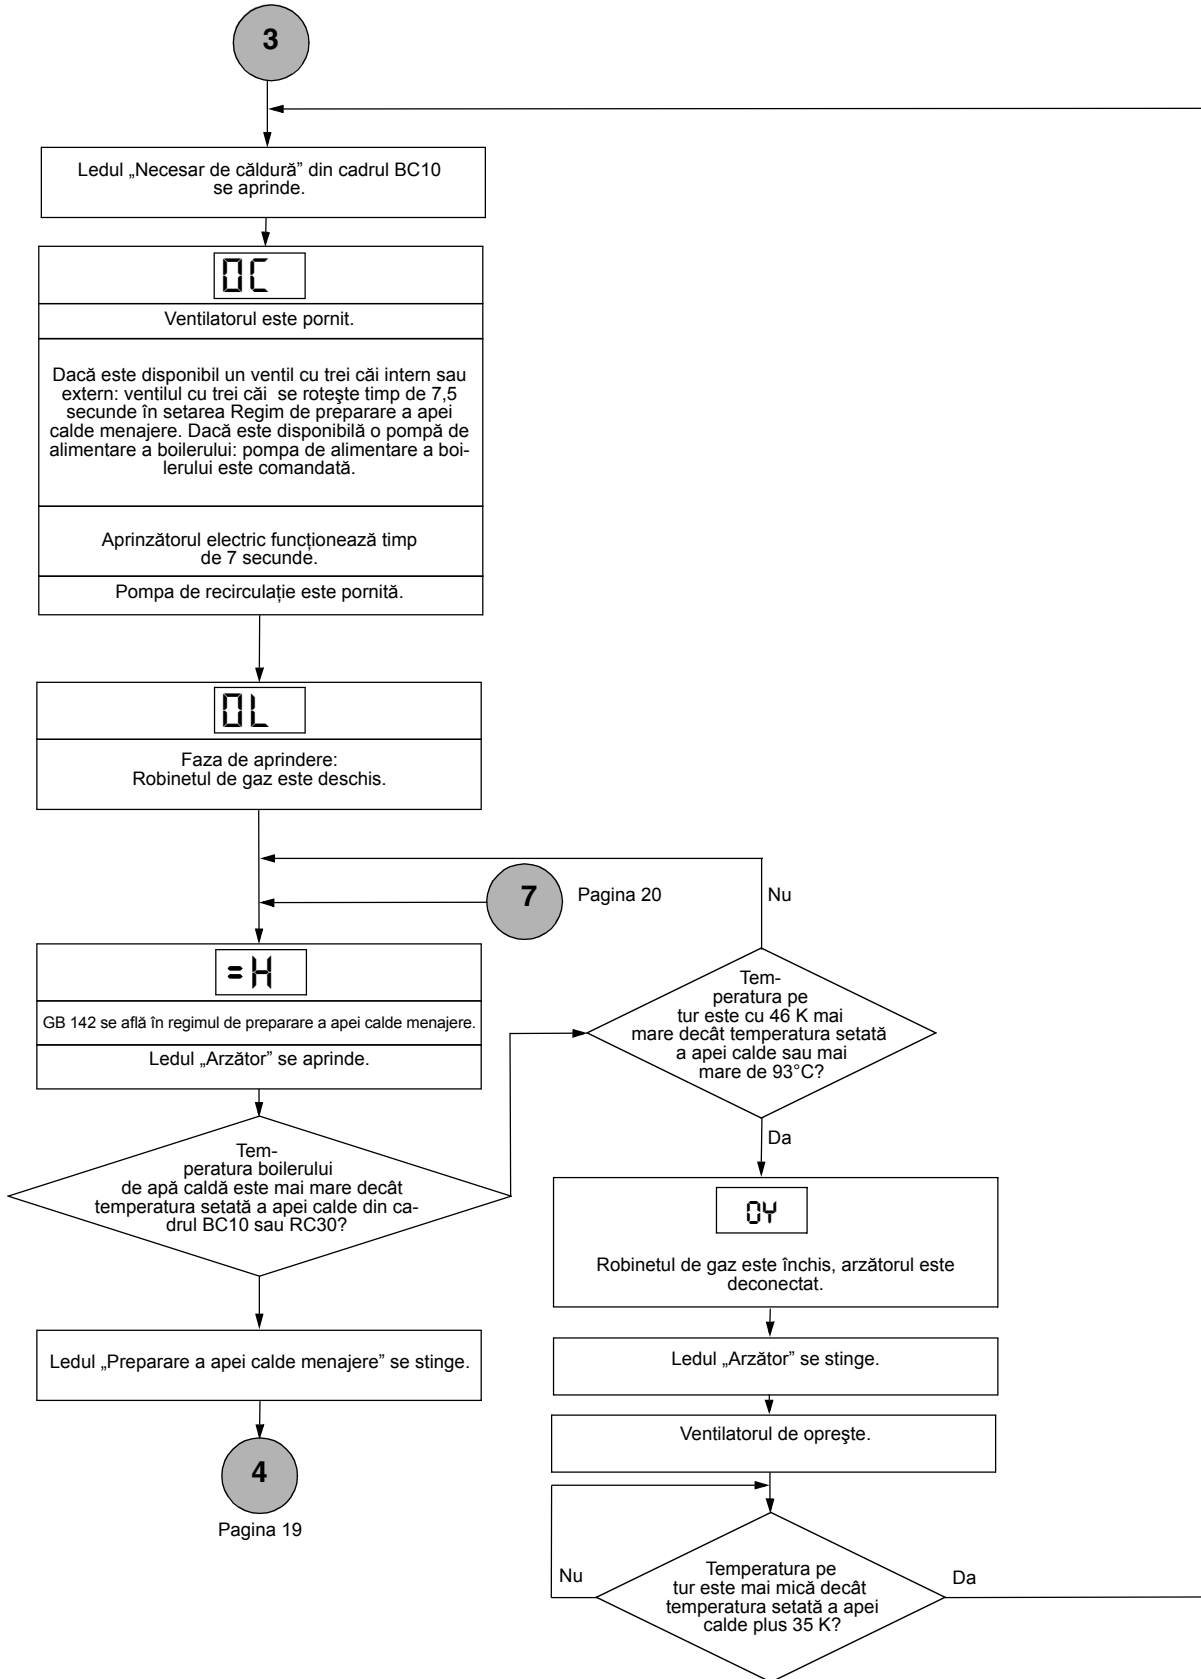 3
Ledul „Necesar de căldură” din cadrul BC10
se aprinde.
0C
Ventilatorul este pornit.
Dacă este disponibil un ventil cu trei căi intern sau
extern: ventilul cu trei căi se roteşte timp de 7,5
secunde în setarea Regim de preparare a apei
calde menajere. Dacă este disponibilă o pompă de
alimentare a boilerului: pompa de alimentare a boi-
lerului este comandată.
Aprinzătorul electric funcţionează timp
de 7 secunde.
Pompa de recirculaţie este pornită.
0L
Faza de aprindere:
Robinetul de gaz este deschis.
7
Pagina 20
Nu
=H
GB 142 se află în regimul de preparare a apei calde menajere.
Ledul „Arzător” se aprinde.
Tem-
peratura pe
tur este cu 46 K mai
mare decât temperatura setată
a apei calde sau mai
mare de 93°C?
Da
Tem-
peratura boilerului
de apă caldă este mai mare decât
temperatura setată a apei calde din ca-
drul BC10 sau RC30?
0Y
Robinetul de gaz este închis, arzătorul este
deconectat.
Ledul „Preparare a apei calde menajere” se stinge.
Ledul „Arzător” se stinge.
Ventilatorul de opreşte.
4
Pagina 19
Nu
Temperatura pe
tur este mai mică decât
temperatura setată a apei
calde plus 35 K?
Da